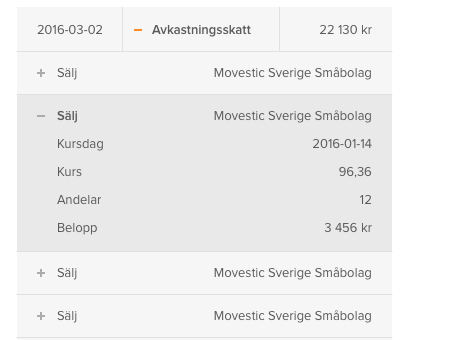 2016-03-02 – Avkastningsskatt 22 130 kr
+ Sälj Movestic Sverige Småbolag
– Sälj Movestic Sverige Småbolag
Kursdag 2016-01-14
Kurs 96,36
Andelar 12
Belopp 3 456 kr
+ Sälj Movestic Sverige Småbolag
+ Sälj Movestic Sverige Småbolag